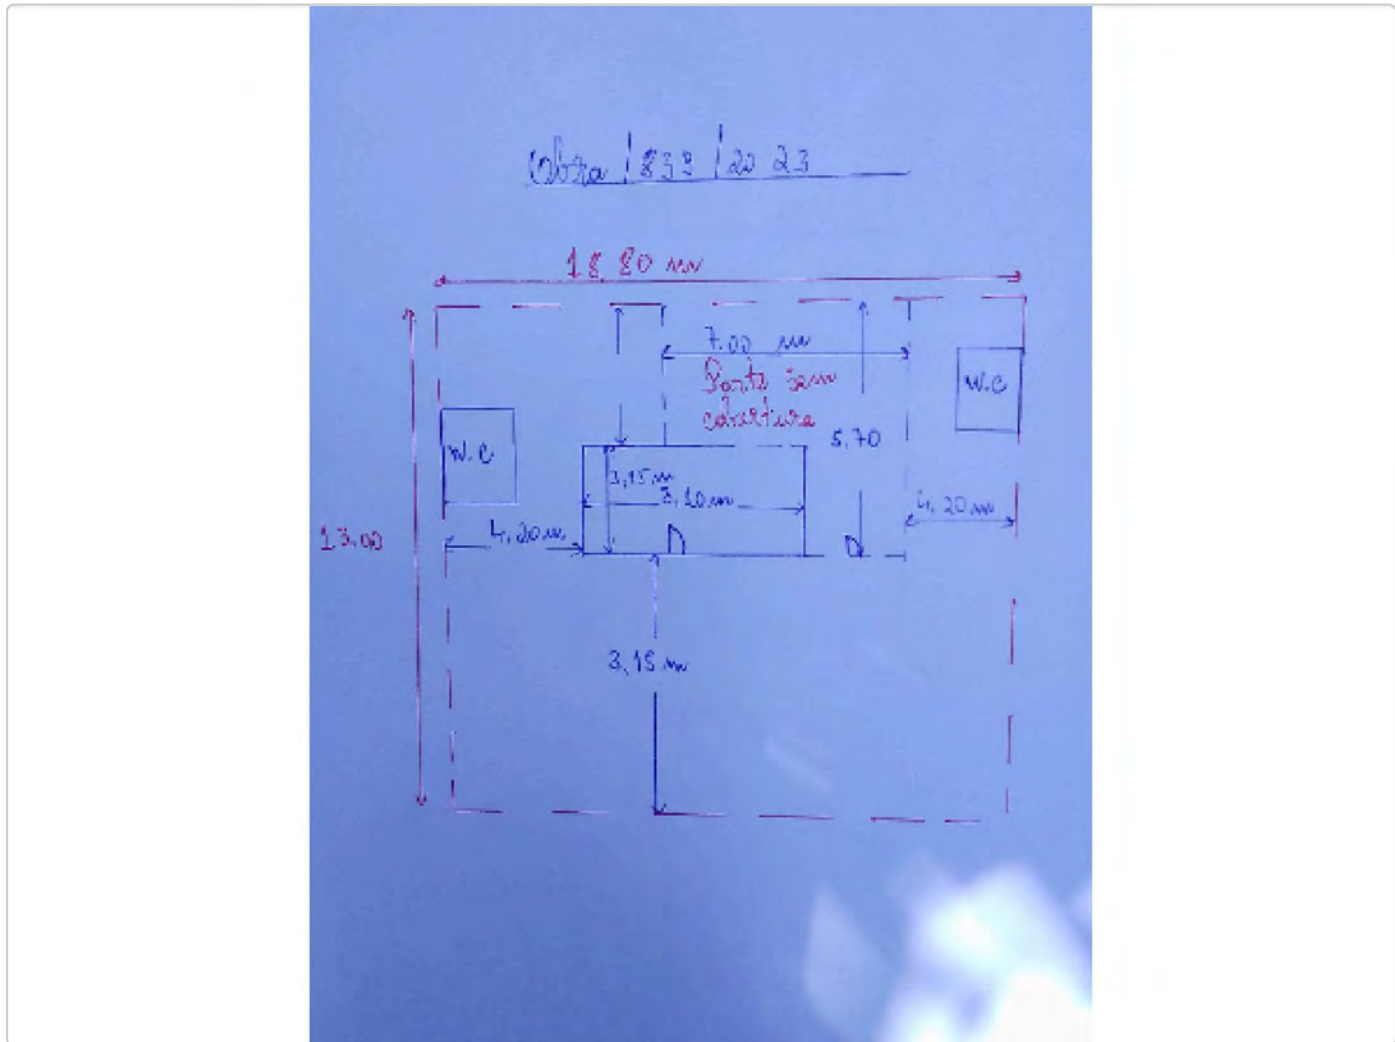 Obra / 839 / 2023
18,80 m
7.00 m
Parte sem
cobertura
W.C
W.C
5,70
3,15 m
3,10 m
4,20 m
4,20 m
13,00
3,15 m